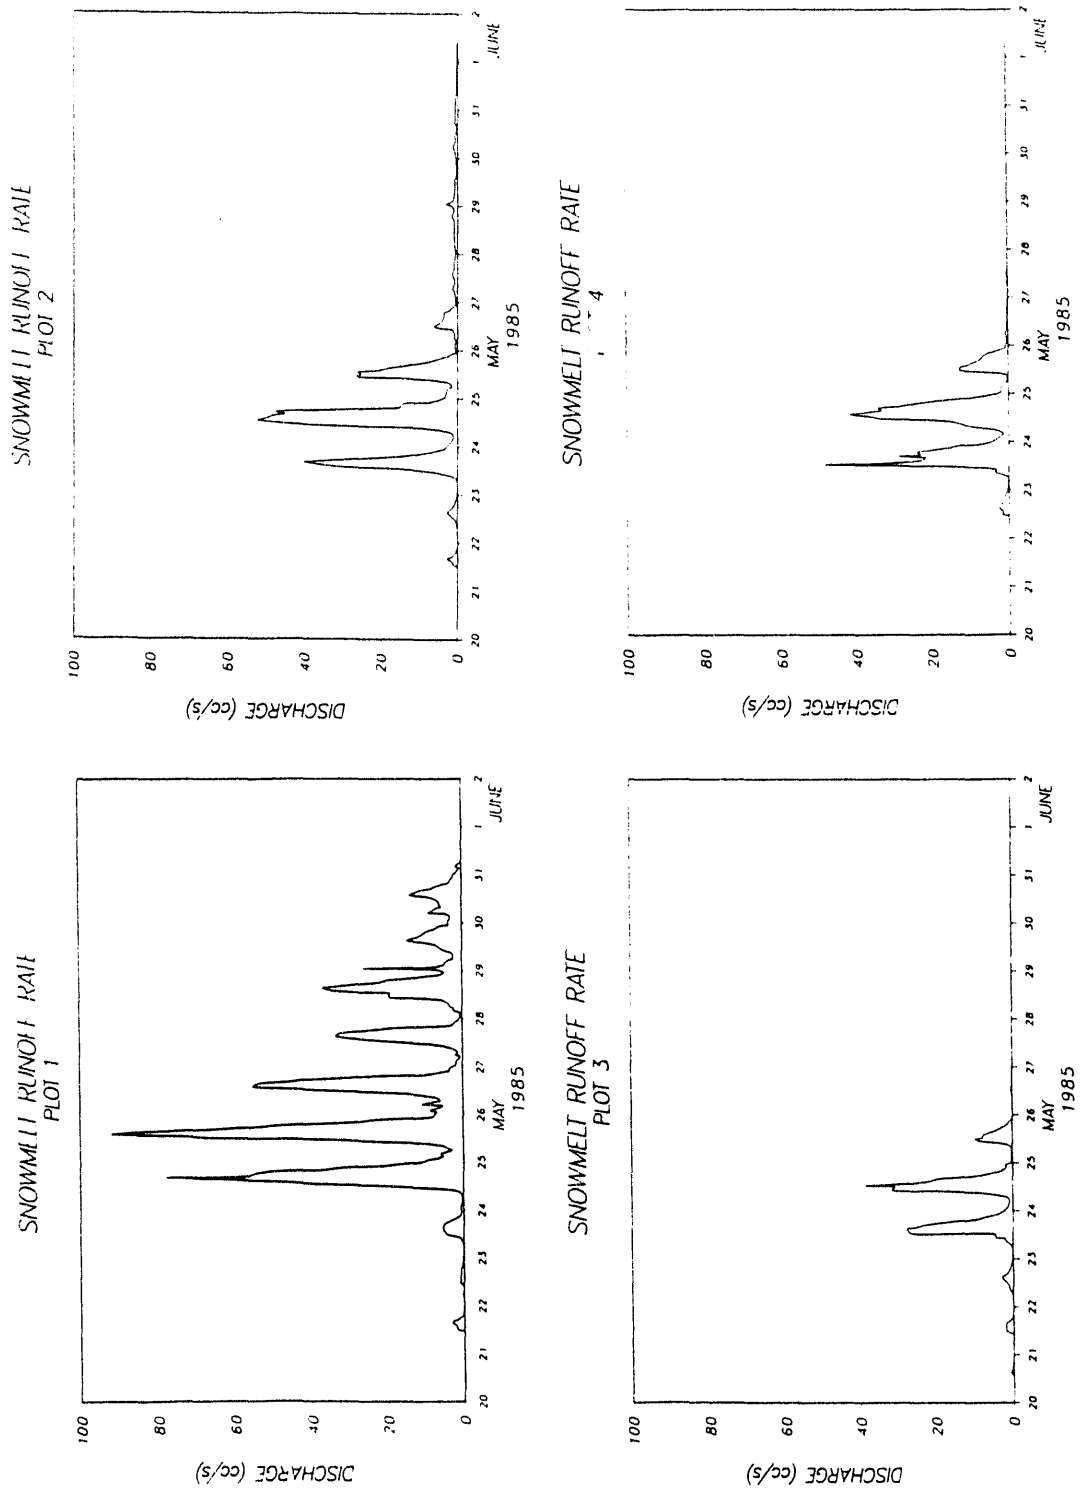 SNOWMELT RUNOFF RATE
PLOT 1
DISCHARGE (cc/s)
100
80
60
40
20
0
20 21 22 23 24 25 26 27 28 29 30 31 1 2
MAY JUNE
1985
SNOWMELT RUNOFF RATE
PLOT 2
DISCHARGE (cc/s)
100
80
60
40
20
0
20 21 22 23 24 25 26 27 28 29 30 31 1 2
MAY JUNE
1985
SNOWMELT RUNOFF RATE
PLOT 3
DISCHARGE (cc/s)
100
80
60
40
20
0
20 21 22 23 24 25 26 27 28 29 30 31 1 2
MAY JUNE
1985
SNOWMELT RUNOFF RATE
4
DISCHARGE (cc/s)
100
80
60
40
20
0
20 21 22 23 24 25 26 27 28 29 30 31 1 2
MAY JUNE
1985